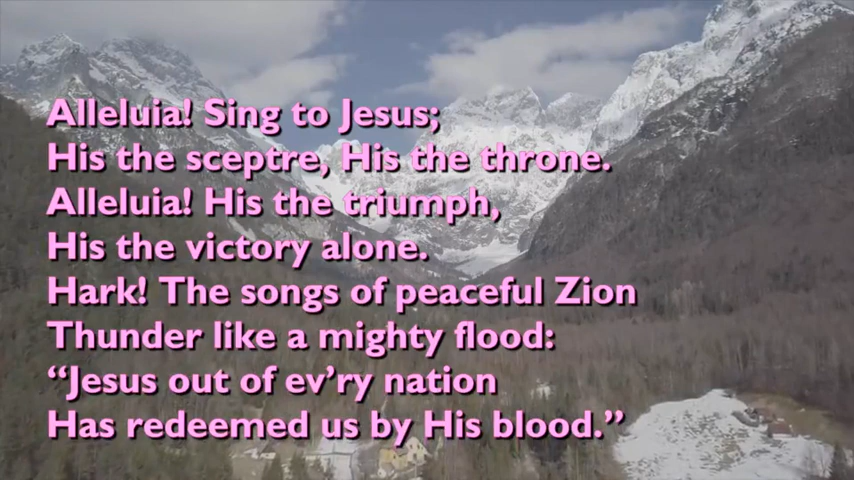 Alleluia! Sing to Jesus;
His the sceptre, His the throne.
Alleluia! His the triumph,
His the victory alone.
Hark! The songs of peaceful Zion
Thunder like a mighty flood:
“Jesus out of ev’ry nation
Has redeemed us by His blood.”